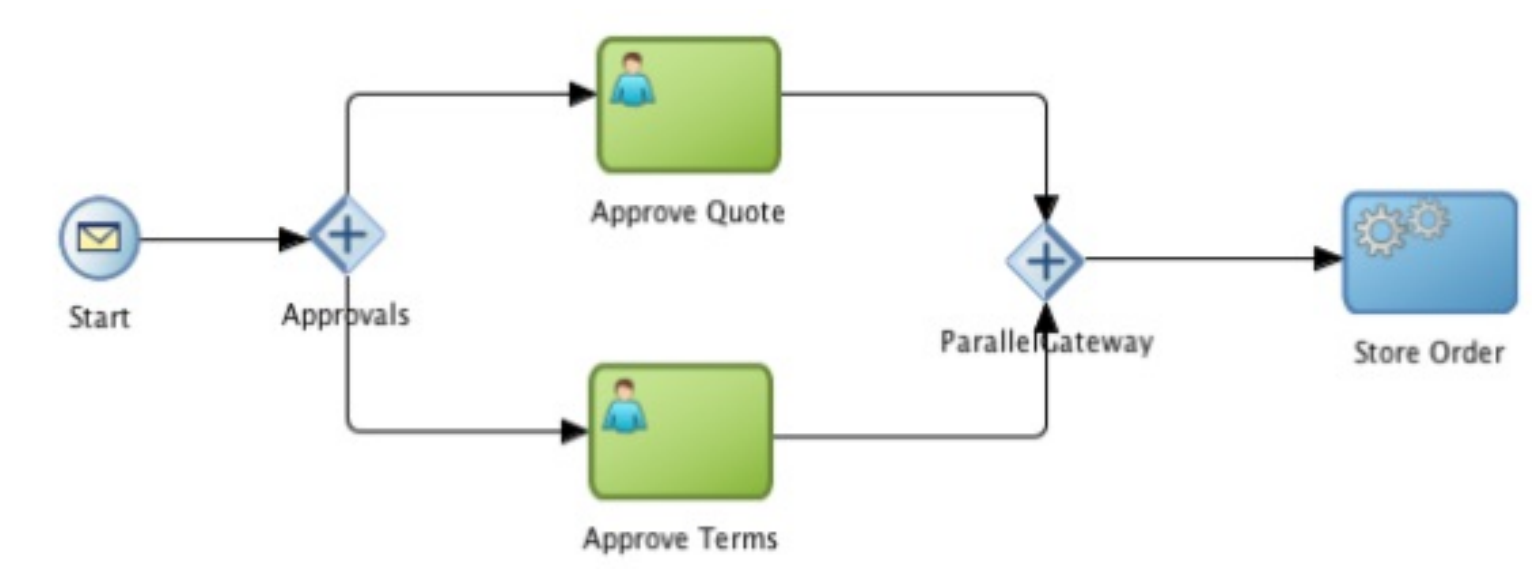 Approve Quote
Start
Approvals
ParallelGateway
Store Order
Approve Terms